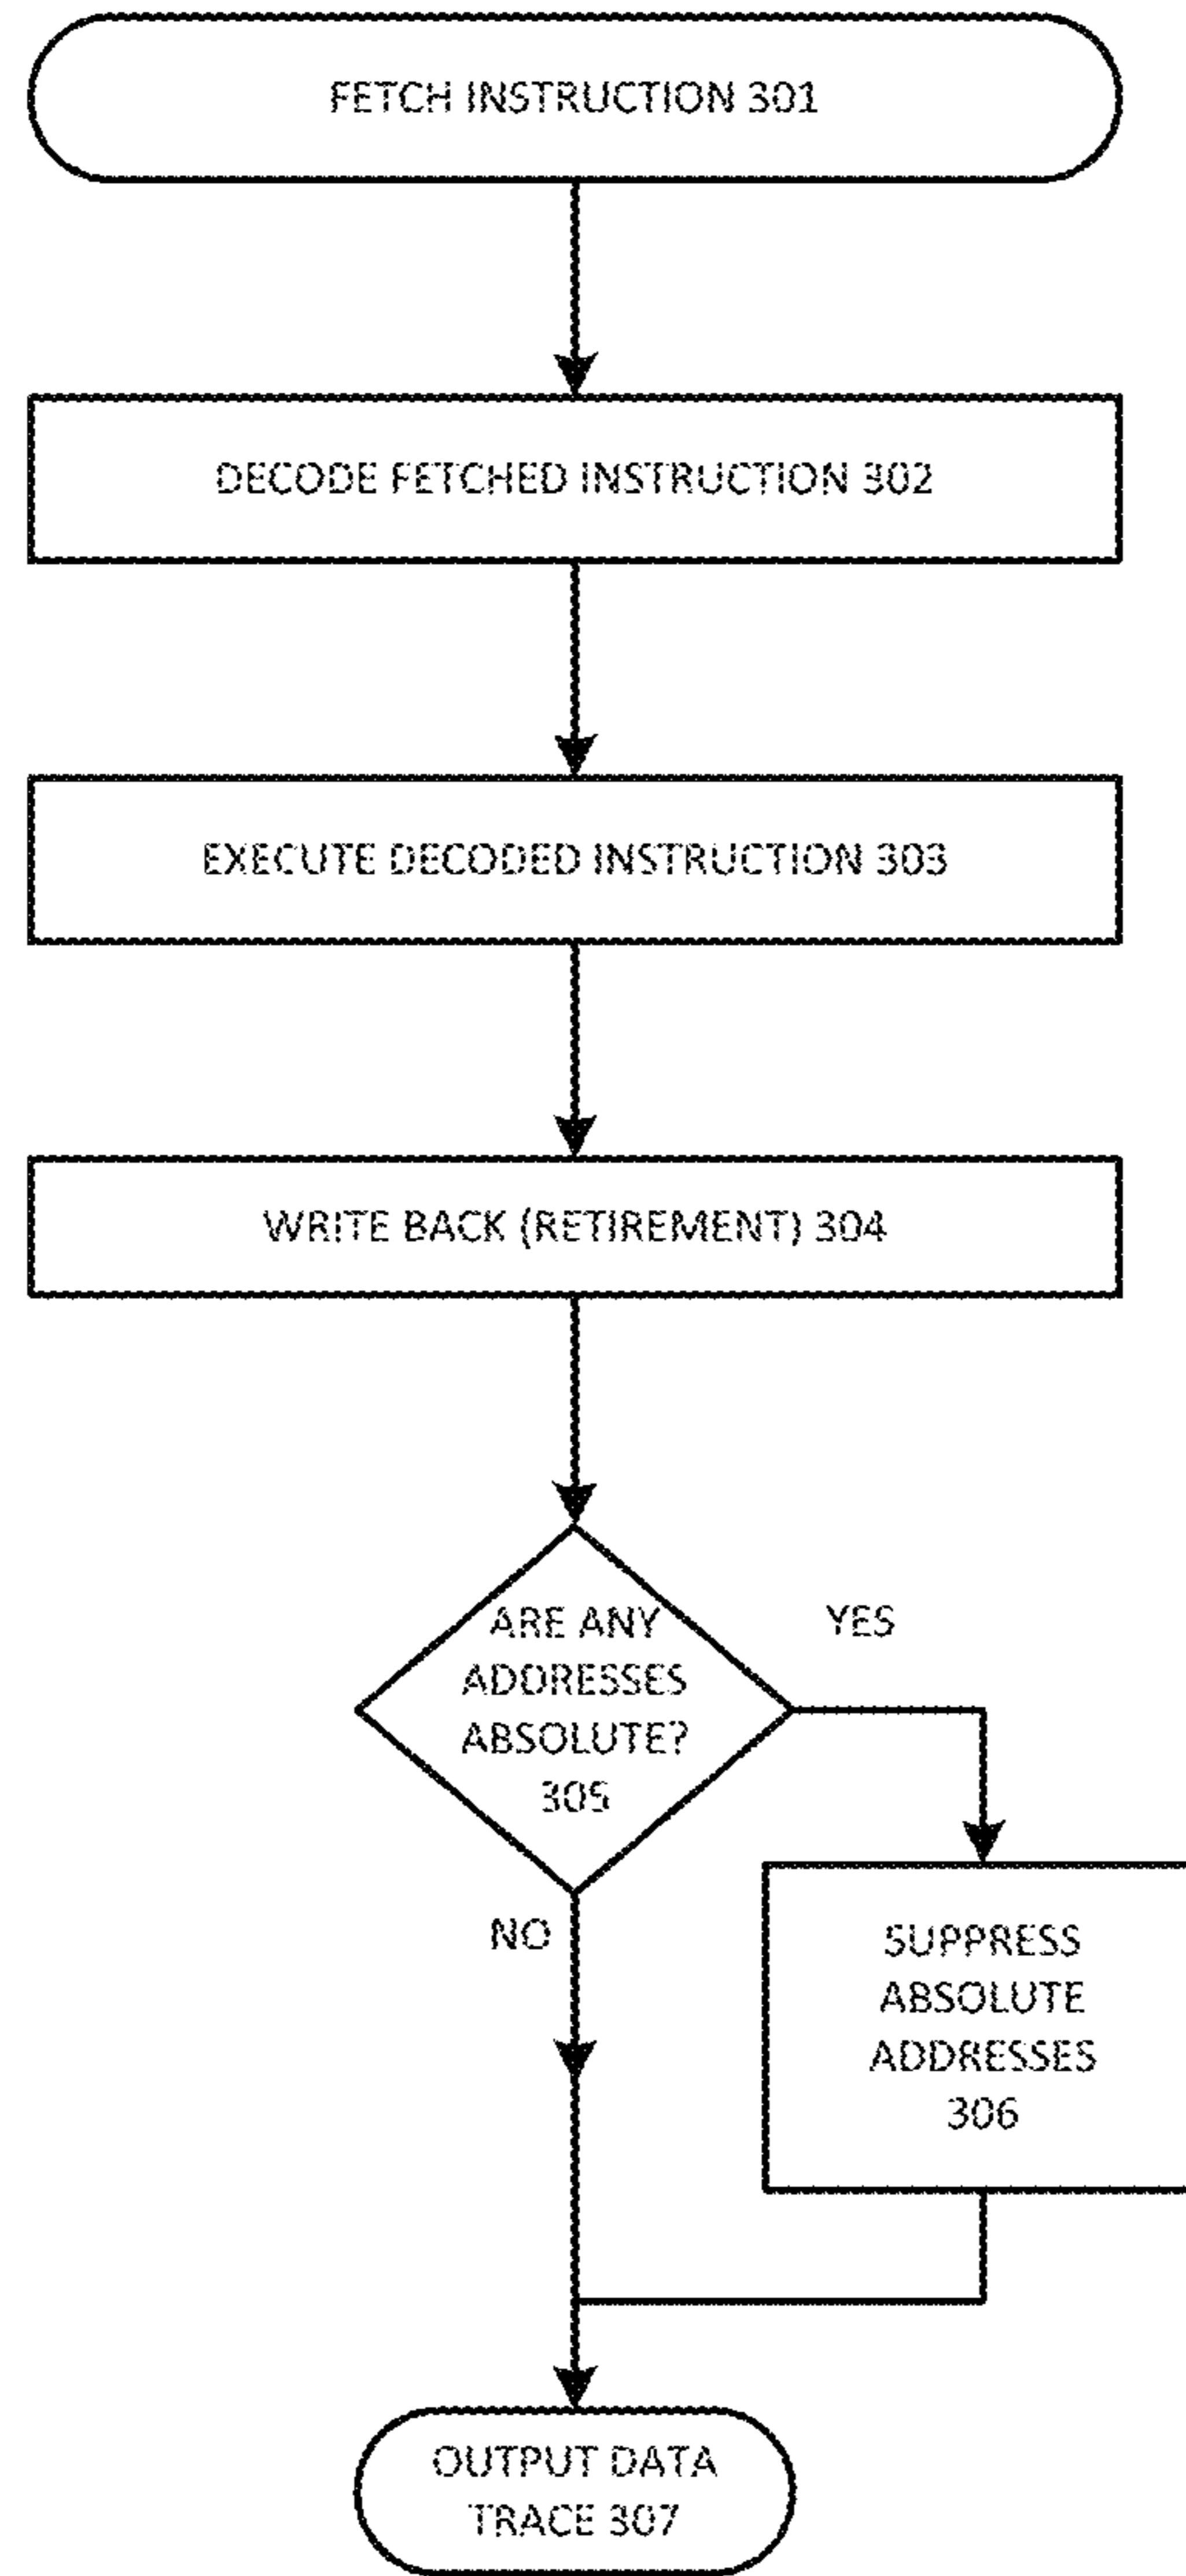 FETCH INSTRUCTION 301
DECODE FETCHED INSTRUCTION 302
EXECUTE DECODED INSTRUCTION 303
WRITE BACK (RETIREMENT) 304
ARE ANY
ADDRESSES
ABSOLUTE?
305
YES
NO
SUPPRESS
ABSOLUTE
ADDRESSES
306
OUTPUT DATA
TRACE 307